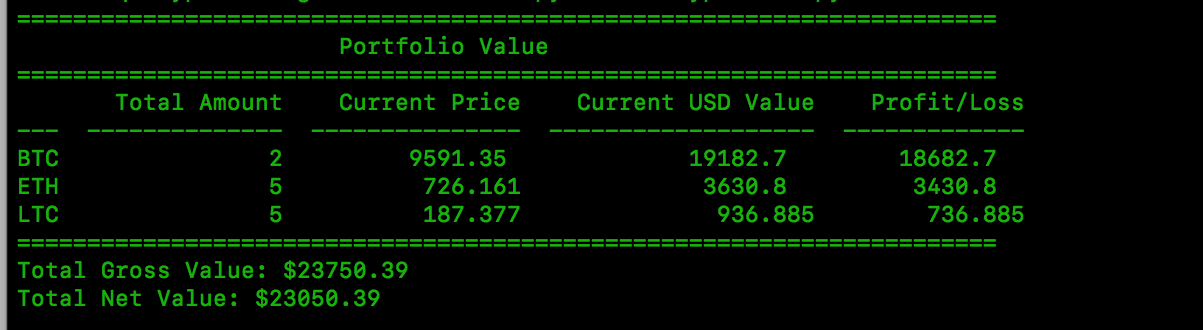 ======================================================================
Portfolio Value
======================================================================
Total Amount    Current Price    Current USD Value    Profit/Loss
---  --------------  ---------------  -------------------  -------------
BTC               2         9591.35             19182.7        18682.7
ETH               5          726.161             3630.8         3430.8
LTC               5          187.377              936.885        736.885
======================================================================
Total Gross Value: $23750.39
Total Net Value: $23050.39